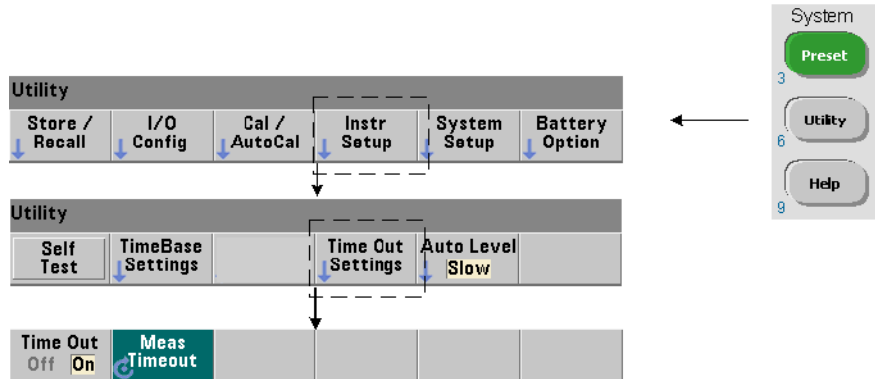 System
Preset
3
Utility
6
Help
9
Utility
Store /
Recall
I/O
Config
Cal /
AutoCal
Instr
Setup
System
Setup
Battery
Option
Utility
Self
Test
TimeBase
Settings
Time Out
Settings
Auto Level
Slow
Time Out
Off On
Meas
Timeout